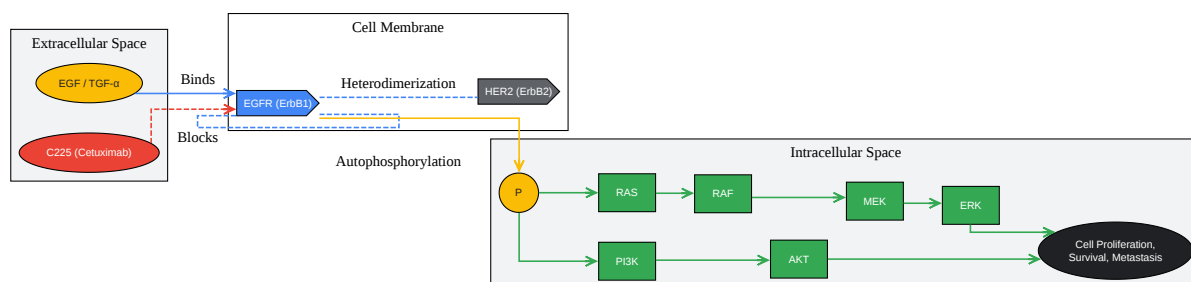 Cell Membrane
Extracellular Space
EGF / TGF-α
Binds
Heterodimerization
HER2 (ErbB2)
EGFR (ErbB1)
Blocks
C225 (Cetuximab)
Autophosphorylation
Intracellular Space
P
RAS
RAF
MEK
ERK
PI3K
AKT
Cell Proliferation,
Survival, Metastasis